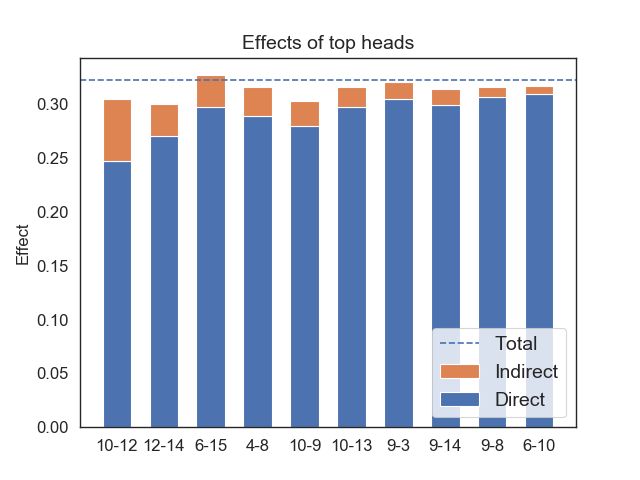 Effects of top heads
Effect
0.30
0.25
0.20
0.15
0.10
0.05
0.00
Total
Indirect
Direct
10-12 12-14 6-15 4-8 10-9 10-13 9-3 9-14 9-8 6-10